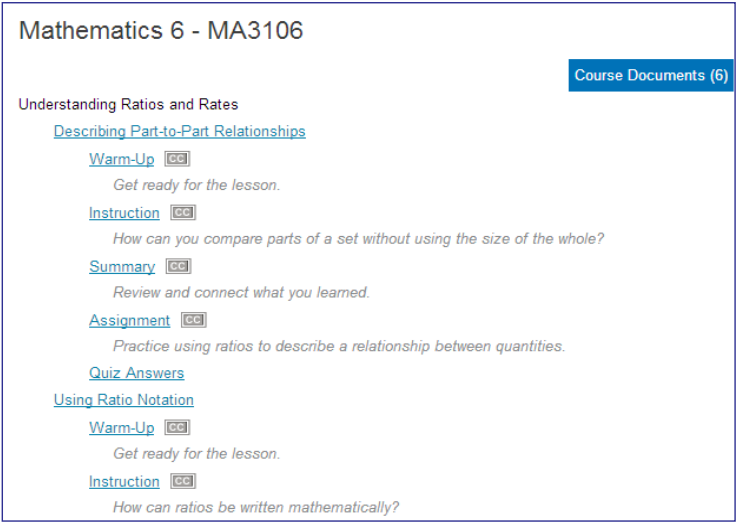 Mathematics 6 - MA3106
Course Documents (6)
Understanding Ratios and Rates
Describing Part-to-Part Relationships
Warm-Up CC
Get ready for the lesson.
Instruction CC
How can you compare parts of a set without using the size of the whole?
Summary CC
Review and connect what you learned.
Assignment CC
Practice using ratios to describe a relationship between quantities.
Quiz Answers
Using Ratio Notation
Warm-Up CC
Get ready for the lesson.
Instruction CC
How can ratios be written mathematically?